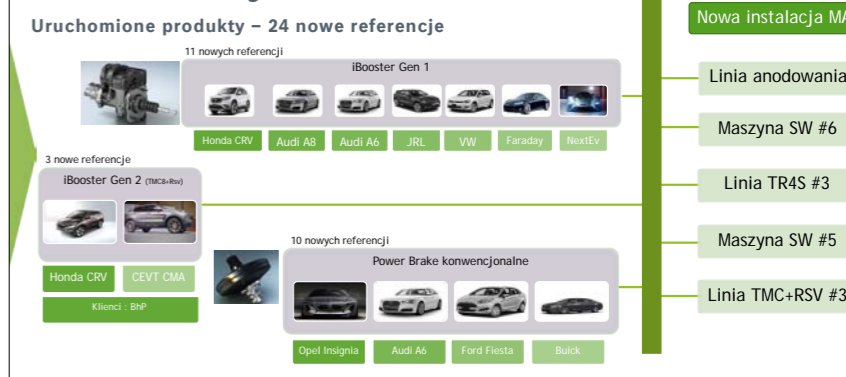 Uruchomione produkty – 24 nowe referencje
11 nowych referencji
iBooster Gen 1
Honda CRV
Audi A8
Audi A6
JRL
VW
Faraday
NextEv
3 nowe referencje
iBooster Gen 2 (TMC8+Rsv)
Honda CRV
CEVT CMA
Klienci : BhP
10 nowych referencji
Power Brake konwencjonalne
Opel Insignia
Audi A6
Ford Fiesta
Buick
Nowa instalacja MA
Linia anodowania
Maszyna SW #6
Linia TR4S #3
Maszyna SW #5
Linia TMC+RSV #3